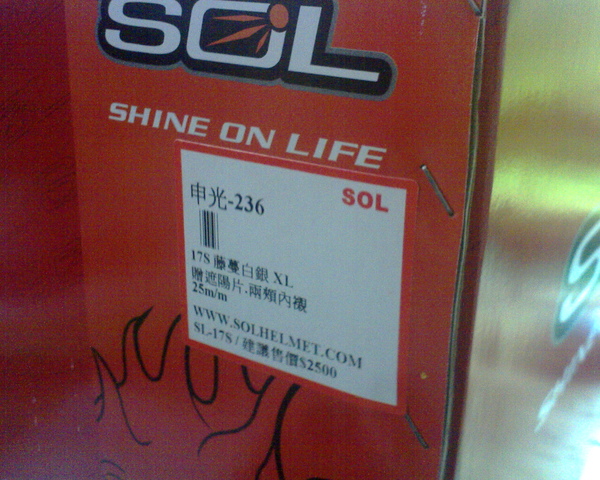 SOL
SHINE ON LIFE
SOL
申光-236
17S 藤蔓白銀 XL
贈遮陽片.兩頰內襯
25m/m
WWW.SOLHELMET.COM
SL-17S / 建議售價$2500